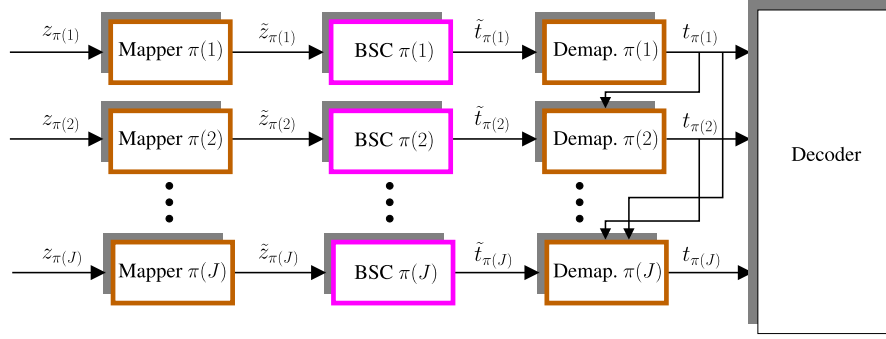 z_{π(1)} Mapper π(1) z̃_{π(1)} BSC π(1) t̃_{π(1)} Demap. π(1) t_{π(1)}
z_{π(2)} Mapper π(2) z̃_{π(2)} BSC π(2) t̃_{π(2)} Demap. π(2) t_{π(2)}
Decoder
z_{π(J)} Mapper π(J) z̃_{π(J)} BSC π(J) t̃_{π(J)} Demap. π(J) t_{π(J)}